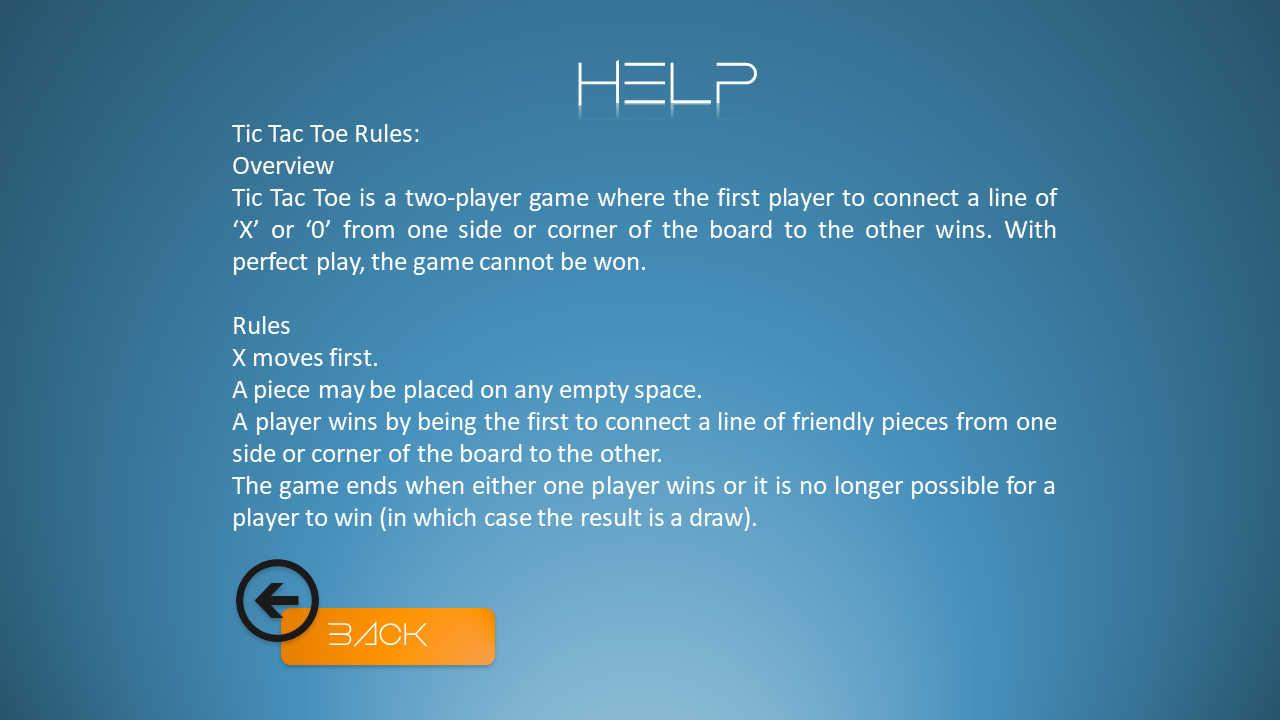 HELP
Tic Tac Toe Rules:
Overview
Tic Tac Toe is a two-player game where the first player to connect a line of
‘X’ or ‘0’ from one side or corner of the board to the other wins. With
perfect play, the game cannot be won.
Rules
X moves first.
A piece may be placed on any empty space.
A player wins by being the first to connect a line of friendly pieces from one
side or corner of the board to the other.
The game ends when either one player wins or it is no longer possible for a
player to win (in which case the result is a draw).
BACK